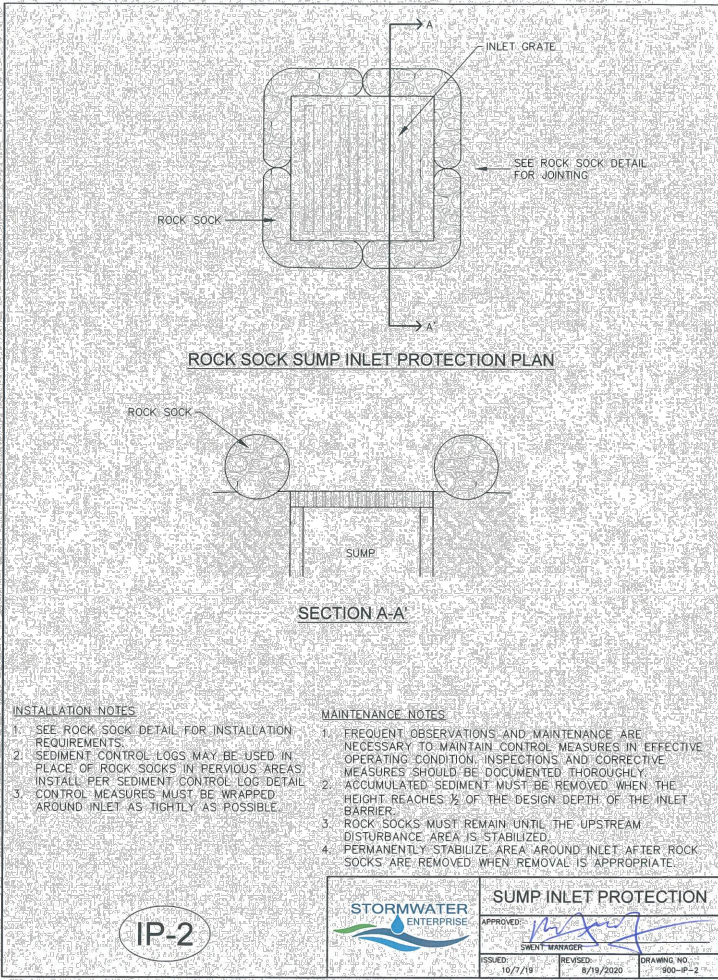 A
INLET GRATE
SEE ROCK SOCK DETAIL
FOR JOINTING
ROCK SOCK
A'
ROCK SOCK SUMP INLET PROTECTION PLAN
ROCK SOCK
SUMP
SECTION A-A'
INSTALLATION NOTES
1. SEE ROCK SOCK DETAIL FOR INSTALLATION
REQUIREMENTS.
2. SEDIMENT CONTROL LOGS MAY BE USED IN
PLACE OF ROCK SOCKS IN PERVIOUS AREAS
INSTALL PER SEDIMENT CONTROL LOG DETAIL
3. CONTROL MEASURES MUST BE WRAPPED
AROUND INLET AS TIGHTLY AS POSSIBLE.
MAINTENANCE NOTES
1. FREQUENT OBSERVATIONS AND MAINTENANCE ARE
NECESSARY TO MAINTAIN CONTROL MEASURES IN EFFECTIVE
OPERATING CONDITION. INSPECTIONS AND CORRECTIVE
MEASURES SHOULD BE DOCUMENTED THOROUGHLY.
2. ACCUMULATED SEDIMENT MUST BE REMOVED WHEN THE
HEIGHT REACHES ½ OF THE DESIGN DEPTH OF THE INLET
BARRIER.
3. ROCK SOCKS MUST REMAIN UNTIL THE UPSTREAM
DISTURBANCE AREA IS STABILIZED.
4. PERMANENTLY STABILIZE AREA AROUND INLET AFTER ROCK
SOCKS ARE REMOVED WHEN REMOVAL IS APPROPRIATE.
IP-2
STORMWATER
ENTERPRISE
SUMP INLET PROTECTION
APPROVED:
SWENT MANAGER
ISSUED: 10/7/19
REVISED: 8/19/2020
DRAWING NO. 900-IP-2